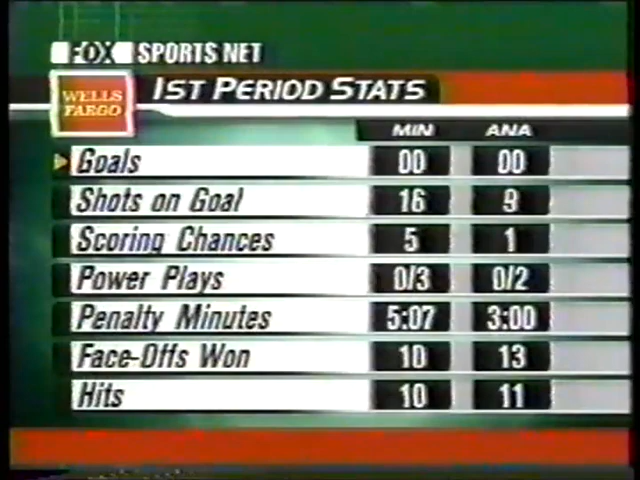 FOX SPORTS NET
WELLS FARGO
1ST PERIOD STATS
MIN ANA
Goals 00 00
Shots on Goal 16 9
Scoring Chances 5 1
Power Plays 0/3 0/2
Penalty Minutes 5:07 3:00
Face-Offs Won 10 13
Hits 10 11